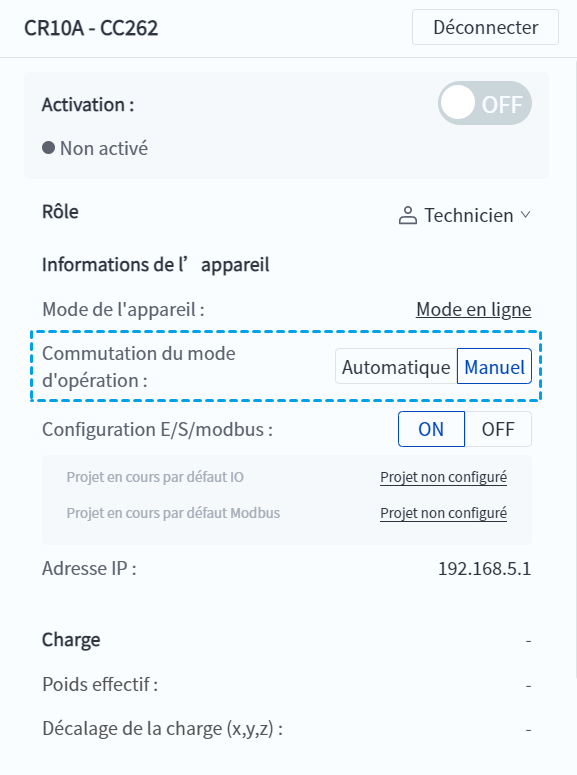 CR10A - CC262
Déconnecter
Activation :
OFF
Non activé
Rôle
Technicien
Informations de l’appareil
Mode de l'appareil :
Mode en ligne
Commutation du mode
d'opération :
Automatique
Manuel
Configuration E/S/modbus :
ON
OFF
Projet en cours par défaut IO
Projet non configuré
Projet en cours par défaut Modbus
Projet non configuré
Adresse IP :
192.168.5.1
Charge
-
Poids effectif :
-
Décalage de la charge (x,y,z) :
-